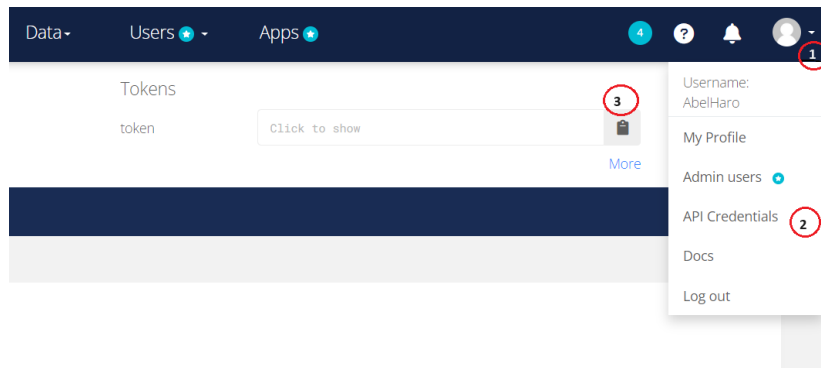 Data
Users
Apps
4
?
1
Tokens
token
Click to show
3
More
Username:
AbelHaro
My Profile
Admin users
API Credentials
2
Docs
Log out